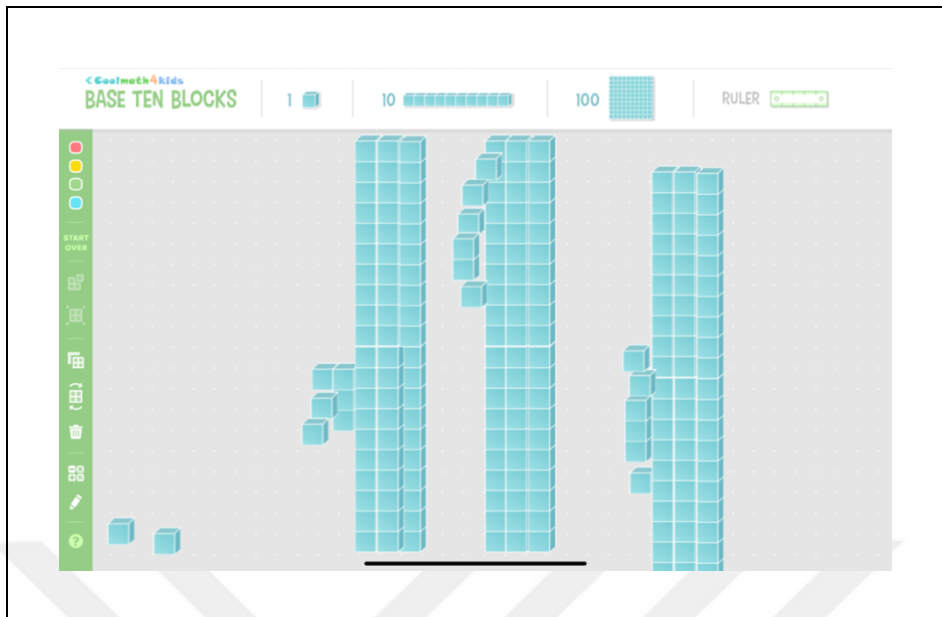 <Coolmath4kids
BASE TEN BLOCKS
1
10
100
RULER
START
OVER
?